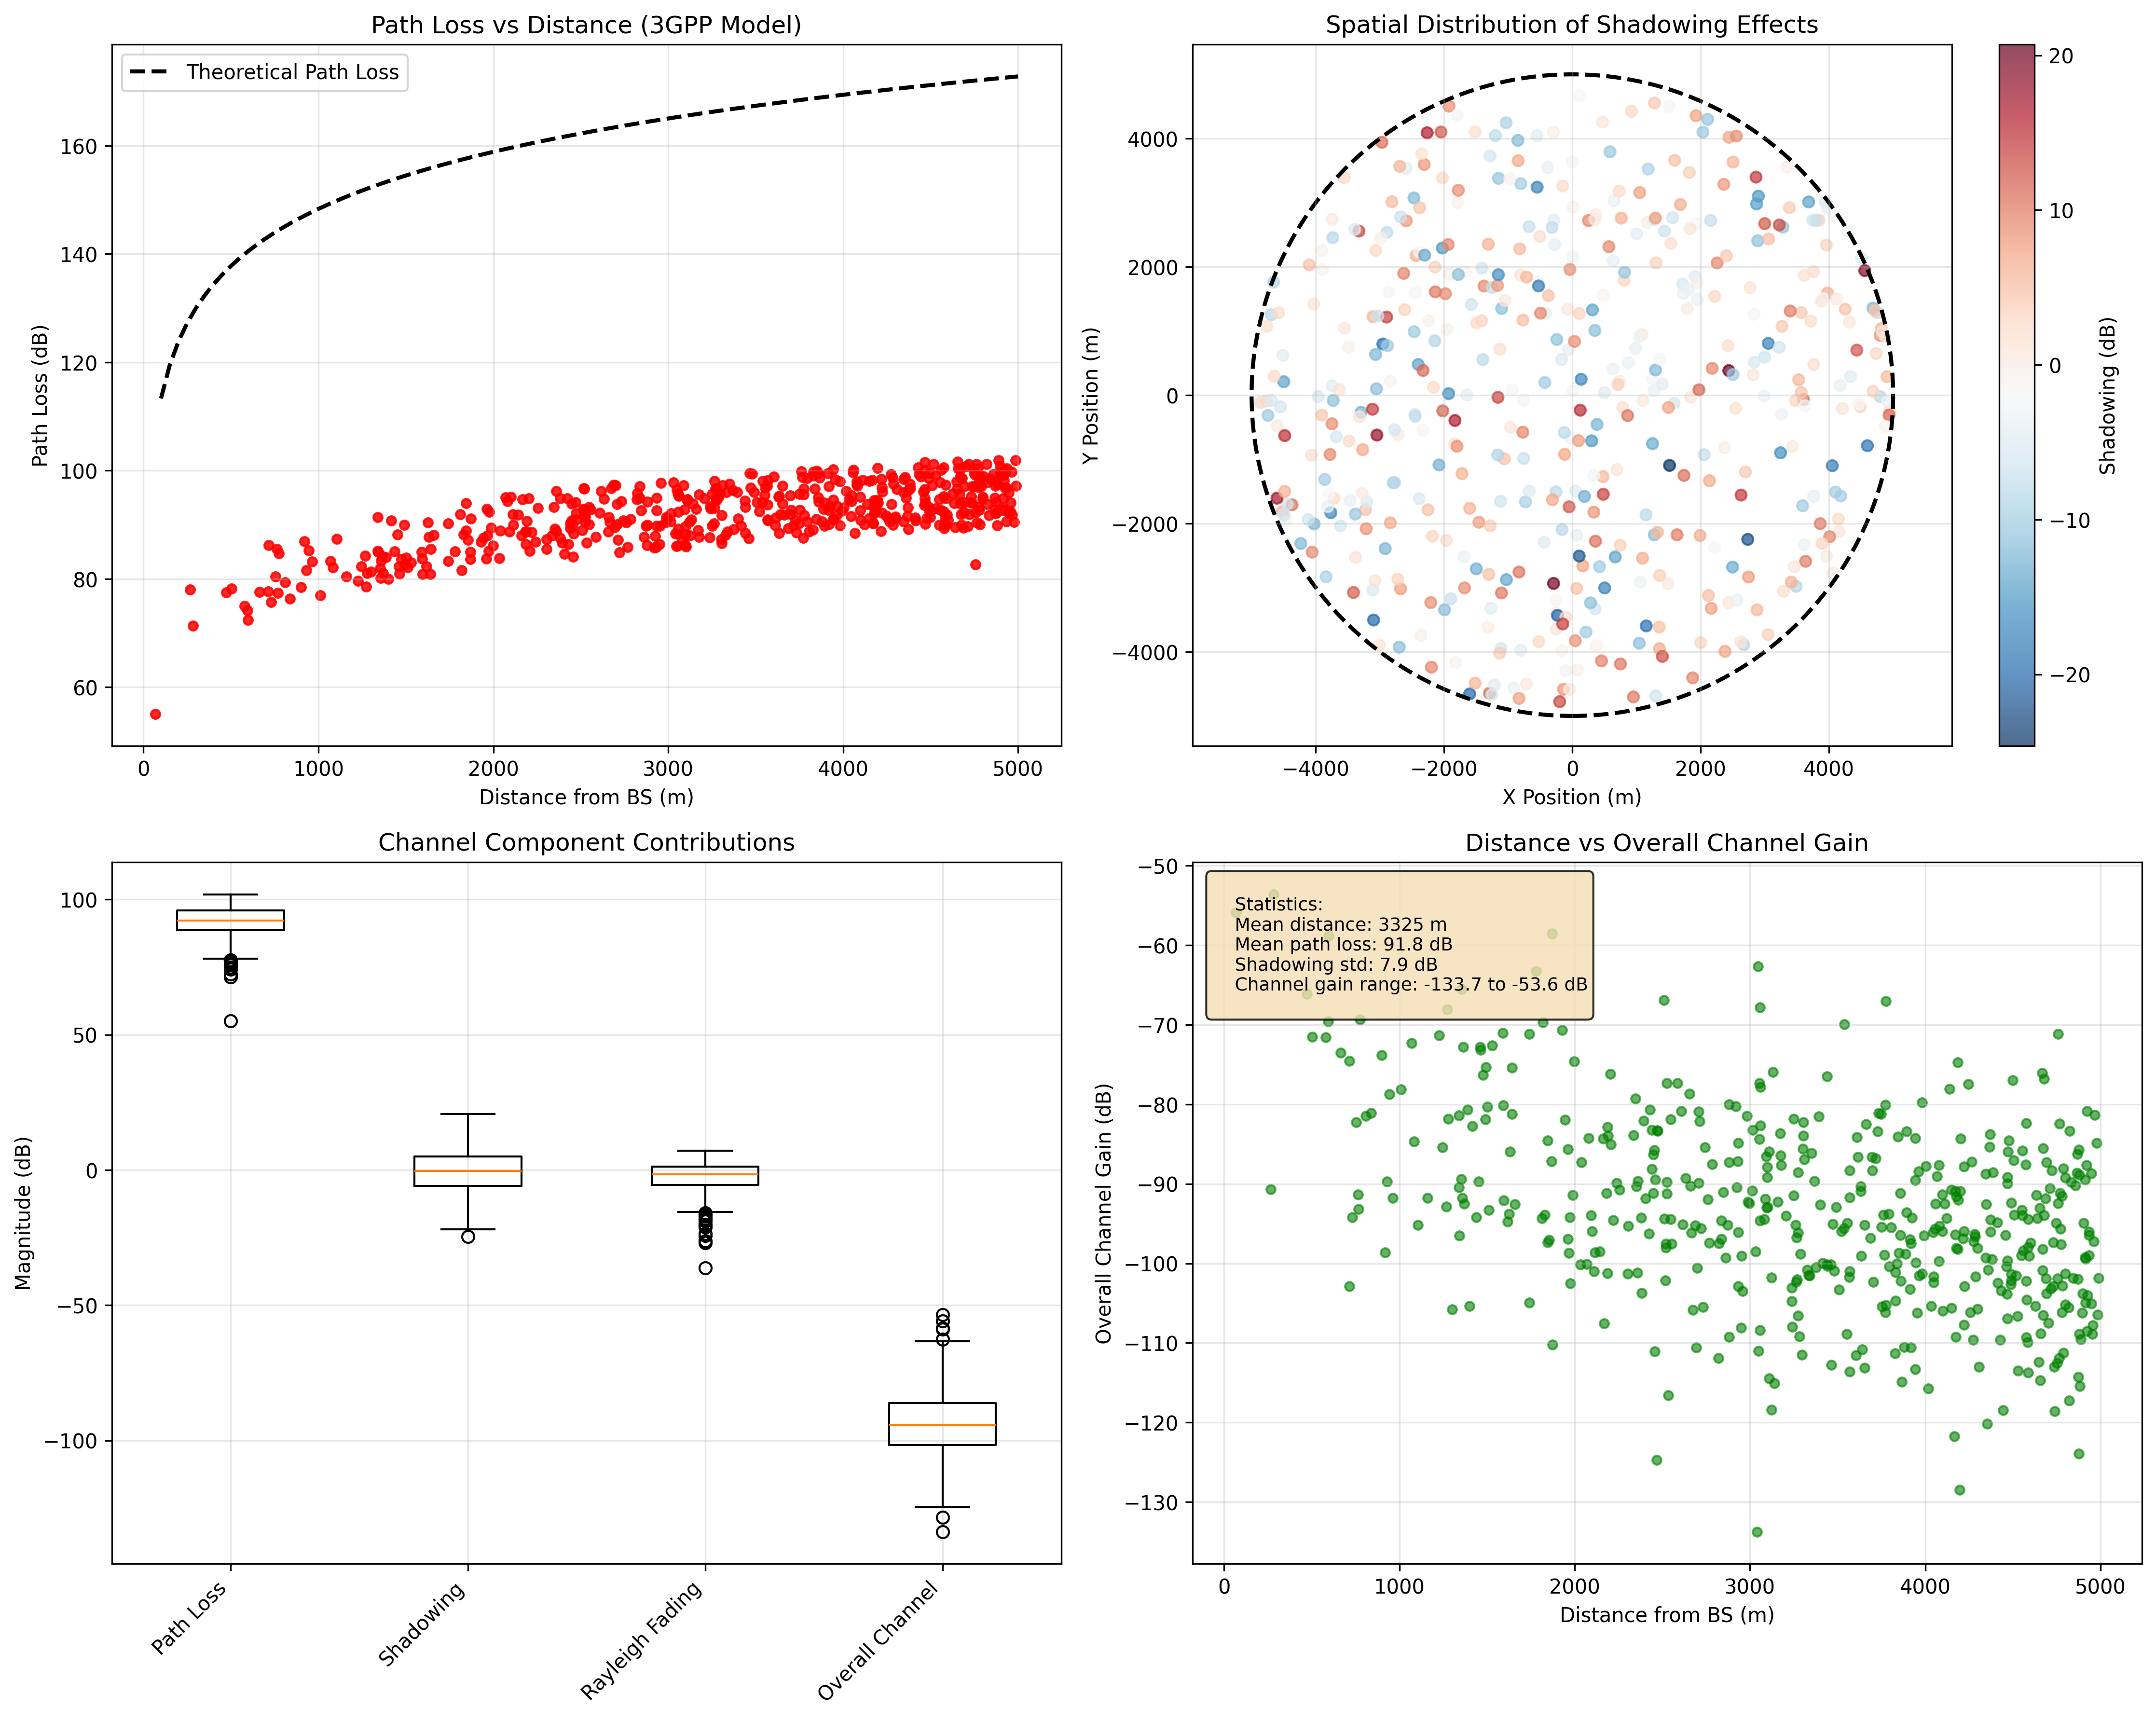 Path Loss vs Distance (3GPP Model)
Theoretical Path Loss
Path Loss (dB)
160
140
120
100
80
60
0 1000 2000 3000 4000 5000
Distance from BS (m)
Spatial Distribution of Shadowing Effects
Y Position (m)
4000
2000
0
−2000
−4000
−4000 −2000 0 2000 4000
X Position (m)
20
10
0
−10
−20
Shadowing (dB)
Channel Component Contributions
Magnitude (dB)
100
50
0
−50
−100
Path Loss
Shadowing
Rayleigh Fading
Overall Channel
Distance vs Overall Channel Gain
Statistics:
Mean distance: 3325 m
Mean path loss: 91.8 dB
Shadowing std: 7.9 dB
Channel gain range: -133.7 to -53.6 dB
Overall Channel Gain (dB)
−50
−60
−70
−80
−90
−100
−110
−120
−130
0 1000 2000 3000 4000 5000
Distance from BS (m)